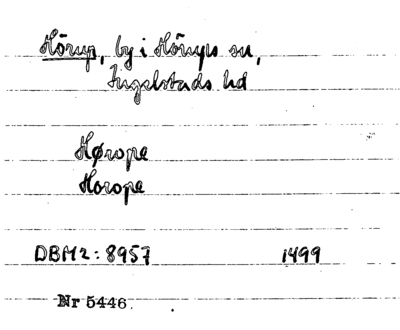 Hörup, by i Hörups sn,
Ingelstads hd
Hørope
Horope
DBM2:8957 1499
Nr 5446.